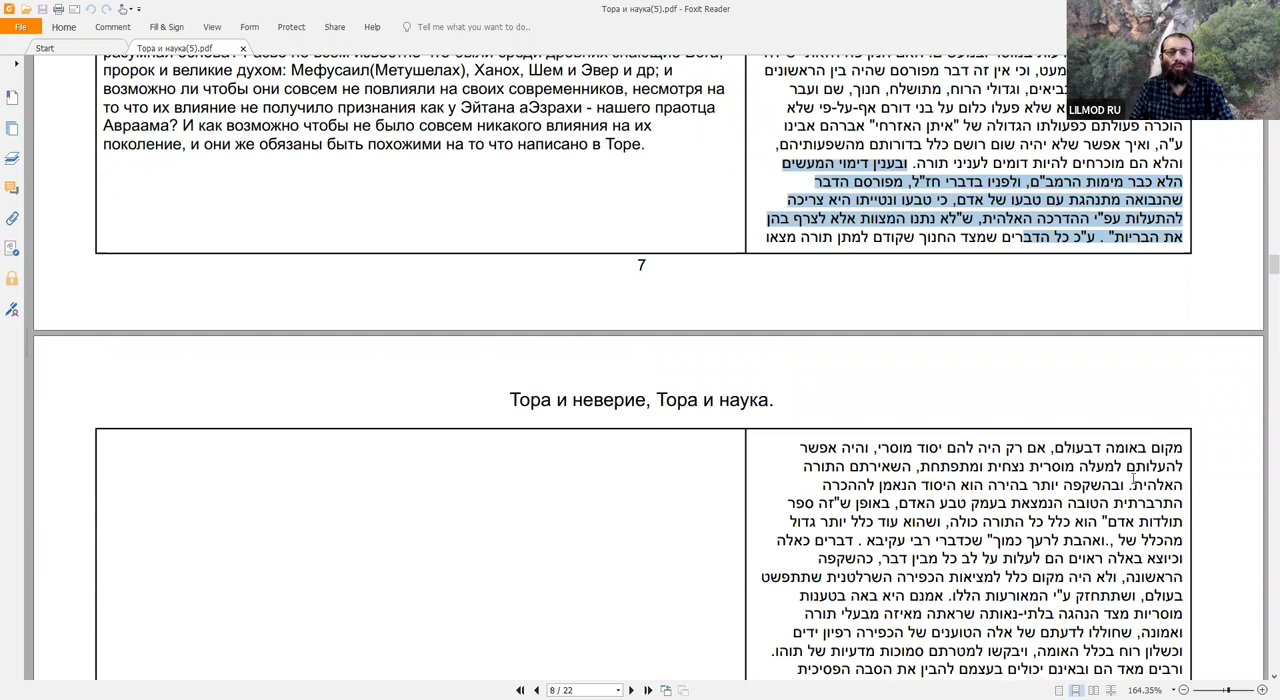 Тора и наука(5).pdf - Foxit Reader
File Home Comment Fill & Sign View Form Protect Share Help Tell me what you want to do..
Start Тора и наука(5).pdf
LILMOD RU
пророк и великие духом: Мефусаил(Метушелах), Ханох, Шем и Эвер и др; и
возможно ли чтобы они совсем не повлияли на своих современников, несмотря на
то что их влияние не получило признания как у Эйтана аЭзрахи - нашего праотца
Авраама? И как возможно чтобы не было совсем никакого влияния на их
поколение, и они же обязаны быть похожими на то что написано в Торе.
מעט, וכי אין זה דבר מפורסם שהיה בין הראשונים
וגדולי הרוח, מתושלח, חנוך, שם ועבר
שלא פעלו כלום על בני דורם אף-על-פי שלא
הוכרה פעולתם כפעולתו הגדולה של "איתן האזרחי" אברהם אבינו
ע"ה, ואיך אפשר שלא יהיה שום רושם כלל בדורותם מהשפעותיהם,
והלא הם מוכרחים להיות דומים לעניני תורה. ובענין דימוי המעשים
הלא כבר מימות הרמב"ם, ולפניו בדברי חז"ל, מפורסם הדבר
שהנבואה מתנהגת עם טבעו של אדם, כי טבעו ונטייתו היא צריכה
להתעלות עפ"י ההדרכה האלהית, ש"לא נתנו המצוות אלא לצרף בהן
את הבריות" . ע"כ כל הדברים שמצד החנוך שקודם למתן תורה מצאו
7
Тора и неверие, Тора и наука.
מקום באומה דבעולם, אם רק היה להם יסוד מוסרי, והיה אפשר
להעלותם למעלה מוסרית נצחית ומתפתחת, השאירתם התורה
האלהית. ובהשקפה יותר בהירה הוא היסוד הנאמן לההכרה
התרברתית הטובה הנמצאת בעמק טבע האדם, באופן ש"זה ספר
תולדות אדם" הוא כלל כל התורה כולה, ושהוא עוד כלל יותר גדול
מהכלל של ,.ואהבת לרעך כמוך" שכדברי רבי עקיבא . דברים כאלה
וכיוצא באלה ראוים הם לעלות על לב כל מבין דבר, כהשקפה
הראשונה, ולא היה מקום כלל למציאות הכפירה השרלטנית שתתפשט
בעולם, ושתתחזק ע"י המאורעות הללו. אמנם היא באה בטענות
מוסריות מצד הנהגה בלתי-נאותה שראתה מאיזה מבעלי תורה
ואמונה, שחוללו לדעתם של אלה הטוענים של הכפירה רפיון ידים
וכשלון רוח בכלל האומה, ויבקשו למטרתם סמוכות מדעיות של תוהו.
ורבים מאד הם ובאינם יכולים בעצמם להבין את הסבה הפסיכית
8 / 22 164.35%